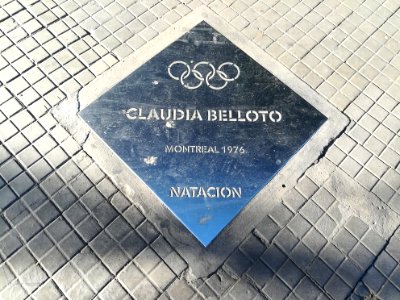 CLAUDIA BELLOTO
MONTREAL 1976
NATACION